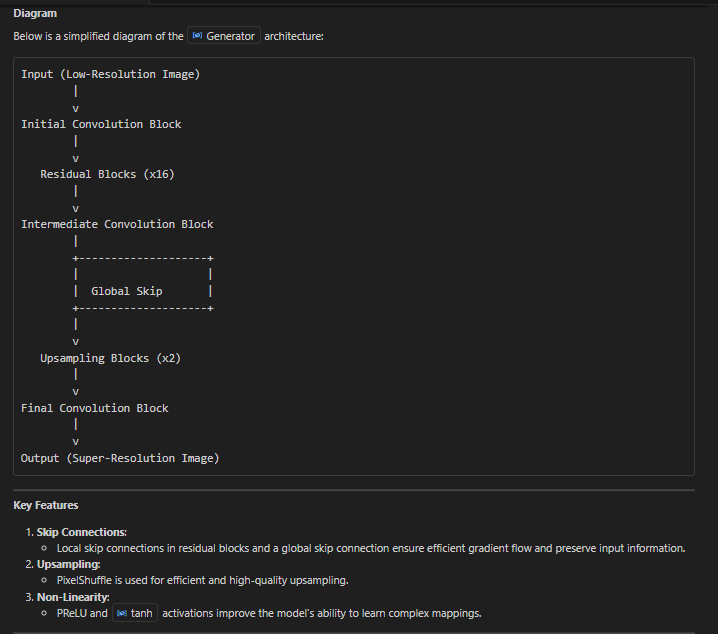 Diagram
Below is a simplified diagram of the Generator architecture:
Input (Low-Resolution Image)
|
v
Initial Convolution Block
|
v
Residual Blocks (x16)
|
v
Intermediate Convolution Block
|
+--------------------+
|                    |
|  Global Skip       |
+--------------------+
|
v
Upsampling Blocks (x2)
|
v
Final Convolution Block
|
v
Output (Super-Resolution Image)
Key Features
1. Skip Connections:
Local skip connections in residual blocks and a global skip connection ensure efficient gradient flow and preserve input information.
2. Upsampling:
PixelShuffle is used for efficient and high-quality upsampling.
3. Non-Linearity:
PReLU and tanh activations improve the model's ability to learn complex mappings.